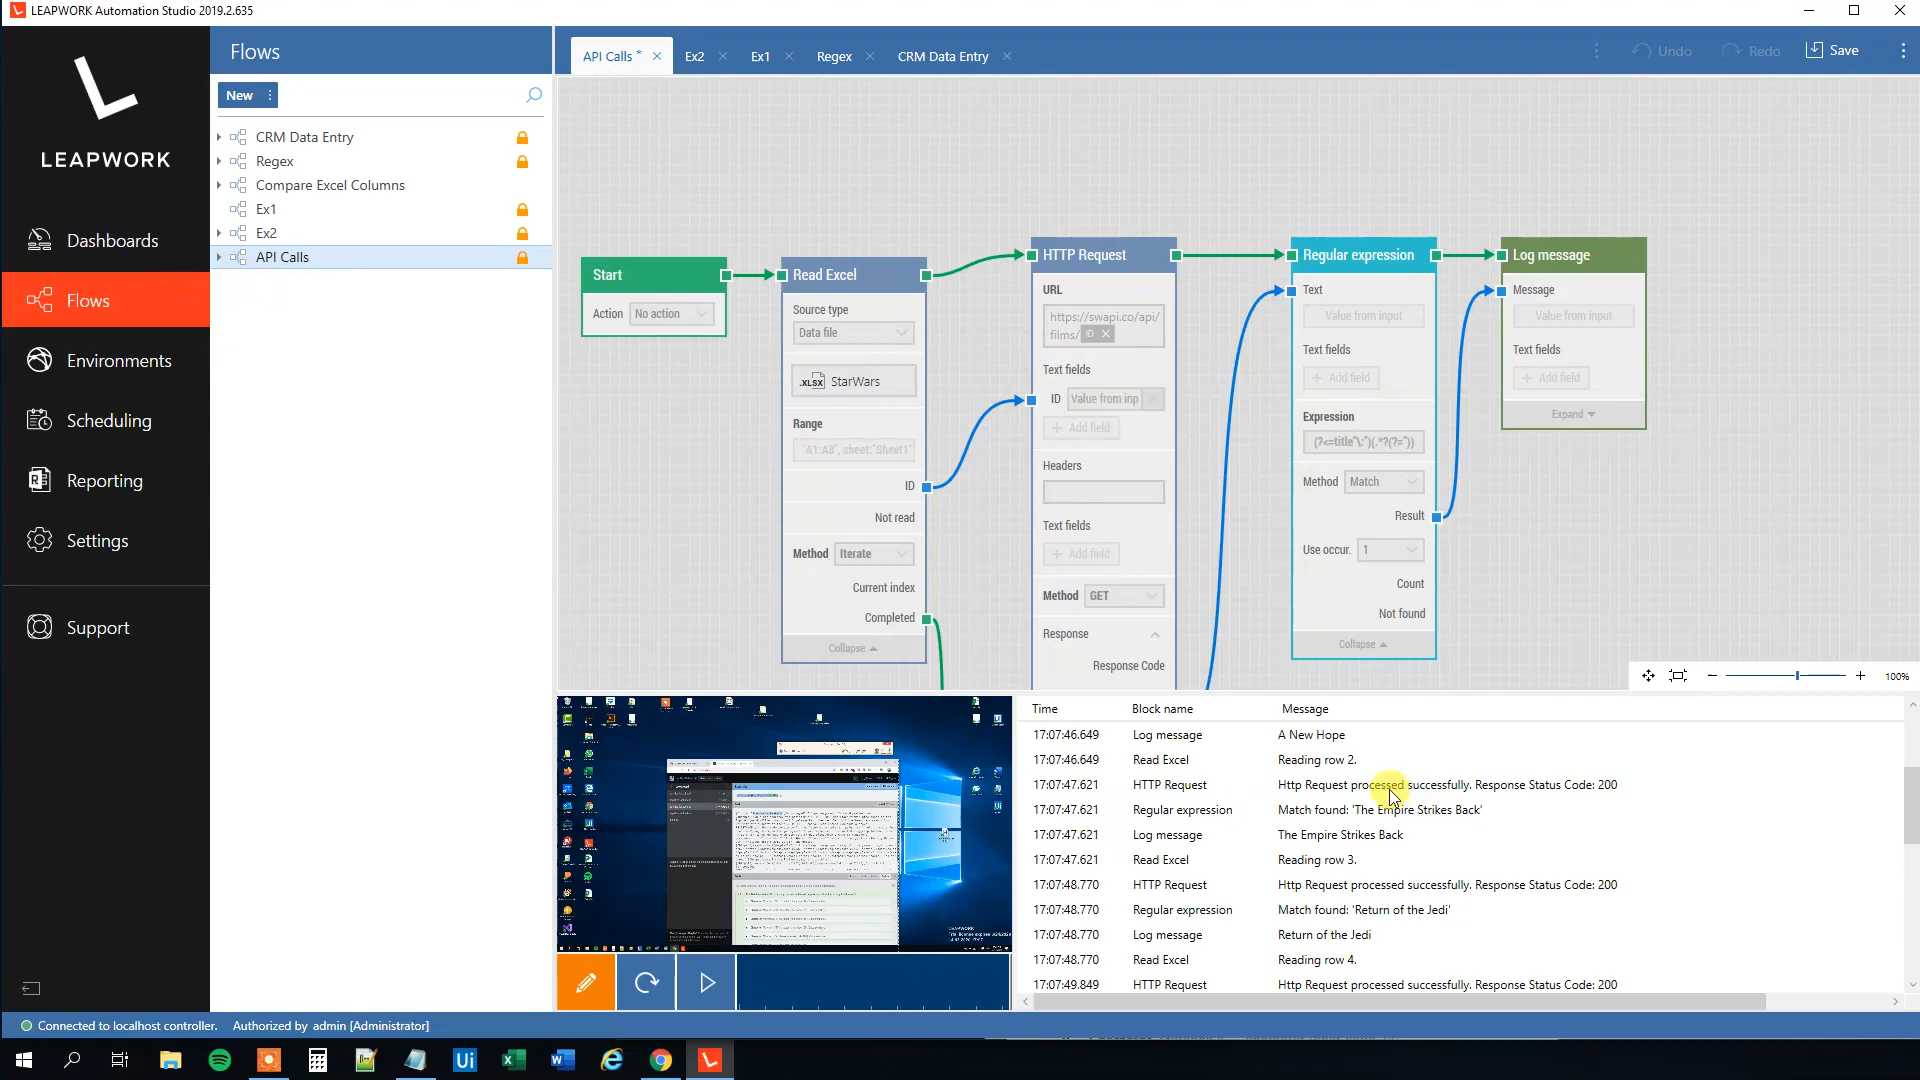 LEAPWORK Automation Studio 2019.2.635
LEAPWORK
Dashboards
Flows
Environments
Scheduling
Reporting
Settings
Support
Flows
New
CRM Data Entry
Regex
Compare Excel Columns
Ex1
Ex2
API Calls
API Calls *
Ex2
Ex1
Regex
CRM Data Entry
Undo
Redo
Save
Start
Action No action
Read Excel
Source type
Data file
.XLSX StarWars
Range
"A1:A8", sheet:"Sheet1"
ID
Not read
Method Iterate
Current index
Completed
Collapse
HTTP Request
URL
https://swapi.co/api/
films/ ID
Text fields
ID Value from inp
+ Add field
Headers
Text fields
+ Add field
Method GET
Response
Response Code
Regular expression
Text
Value from input
Text fields
+ Add field
Expression
(?<=title"\:")(.*?(?="))
Method Match
Result
Use occur. 1
Count
Not found
Collapse
Log message
Message
Value from input
Text fields
+ Add field
Expand
100%
Time Block name Message
17:07:46.649 Log message A New Hope
17:07:46.649 Read Excel Reading row 2.
17:07:47.621 HTTP Request Http Request processed successfully. Response Status Code: 200
17:07:47.621 Regular expression Match found: 'The Empire Strikes Back'
17:07:47.621 Log message The Empire Strikes Back
17:07:47.621 Read Excel Reading row 3.
17:07:48.770 HTTP Request Http Request processed successfully. Response Status Code: 200
17:07:48.770 Regular expression Match found: 'Return of the Jedi'
17:07:48.770 Log message Return of the Jedi
17:07:48.770 Read Excel Reading row 4.
17:07:49.849 HTTP Request Http Request processed successfully. Response Status Code: 200
LEAPWORK
Connected to localhost controller. Authorized by admin [Administrator]
Ui